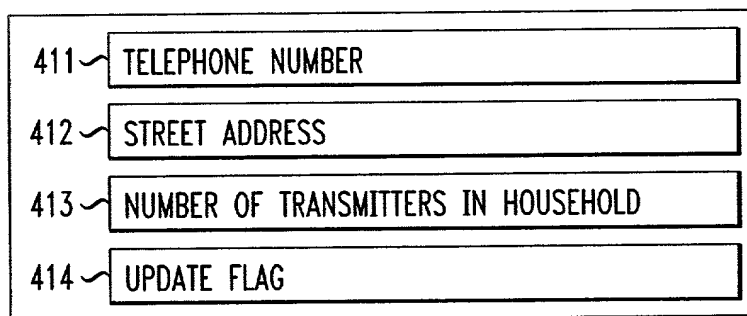 411 TELEPHONE NUMBER
412 STREET ADDRESS
413 NUMBER OF TRANSMITTERS IN HOUSEHOLD
414 UPDATE FLAG